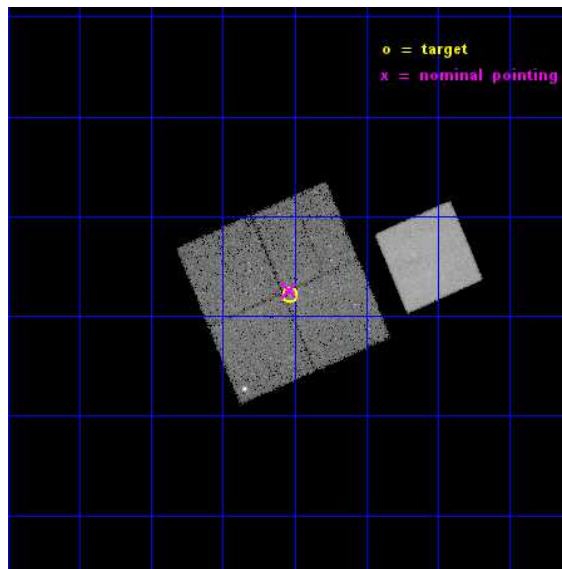 o = target
x = nominal pointing